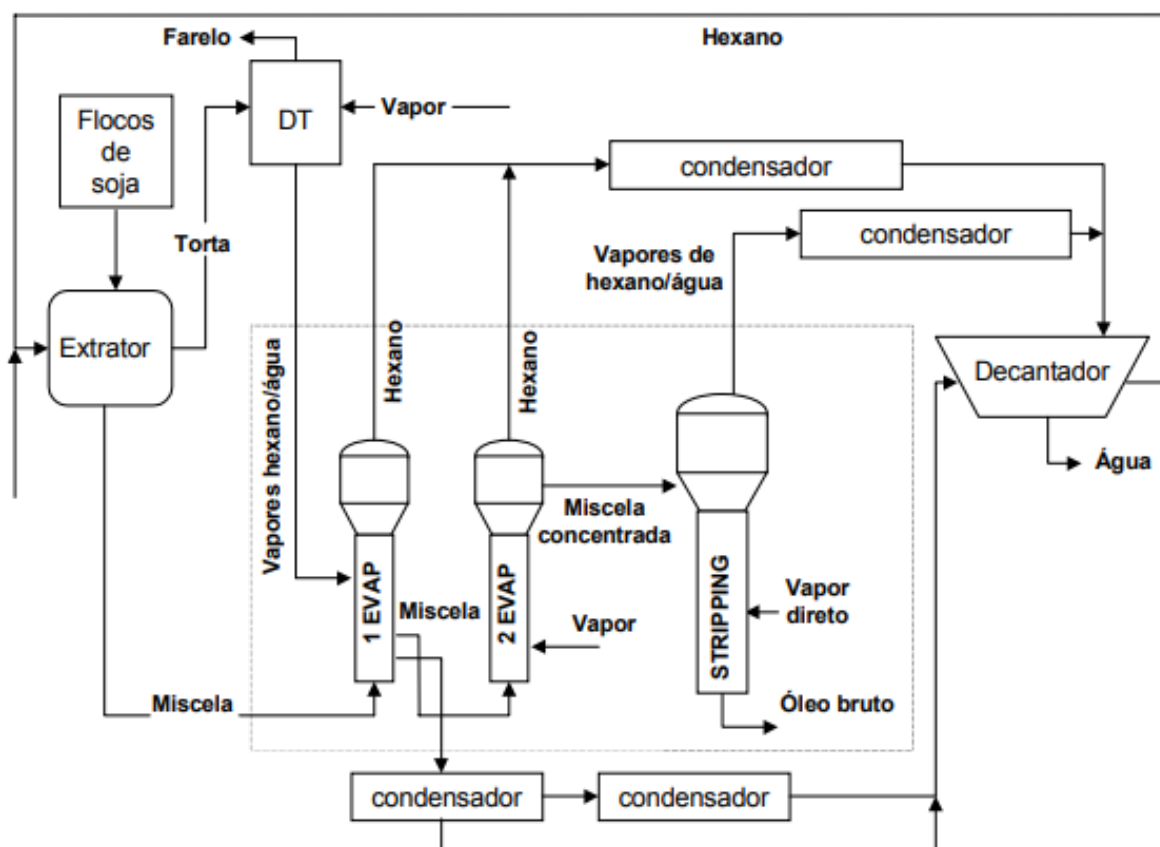 Farelo
Hexano
Flocos
de
soja
DT
Vapor
condensador
Torta
Vapores de
hexano/água
condensador
Extrator
Vapores hexano/água
Hexano
Hexano
Decantador
Água
Miscela
concentrada
1 EVAP
Miscela
2 EVAP
Vapor
STRIPPING
Vapor
direto
Miscela
Óleo bruto
condensador
condensador